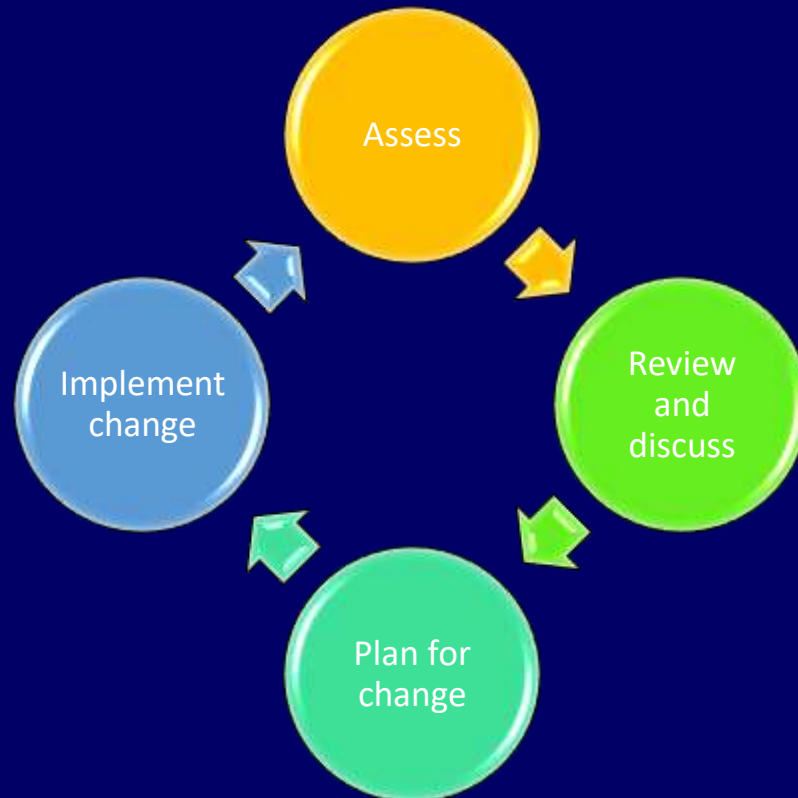 Assess
Review
and
discuss
Plan for
change
Implement
change